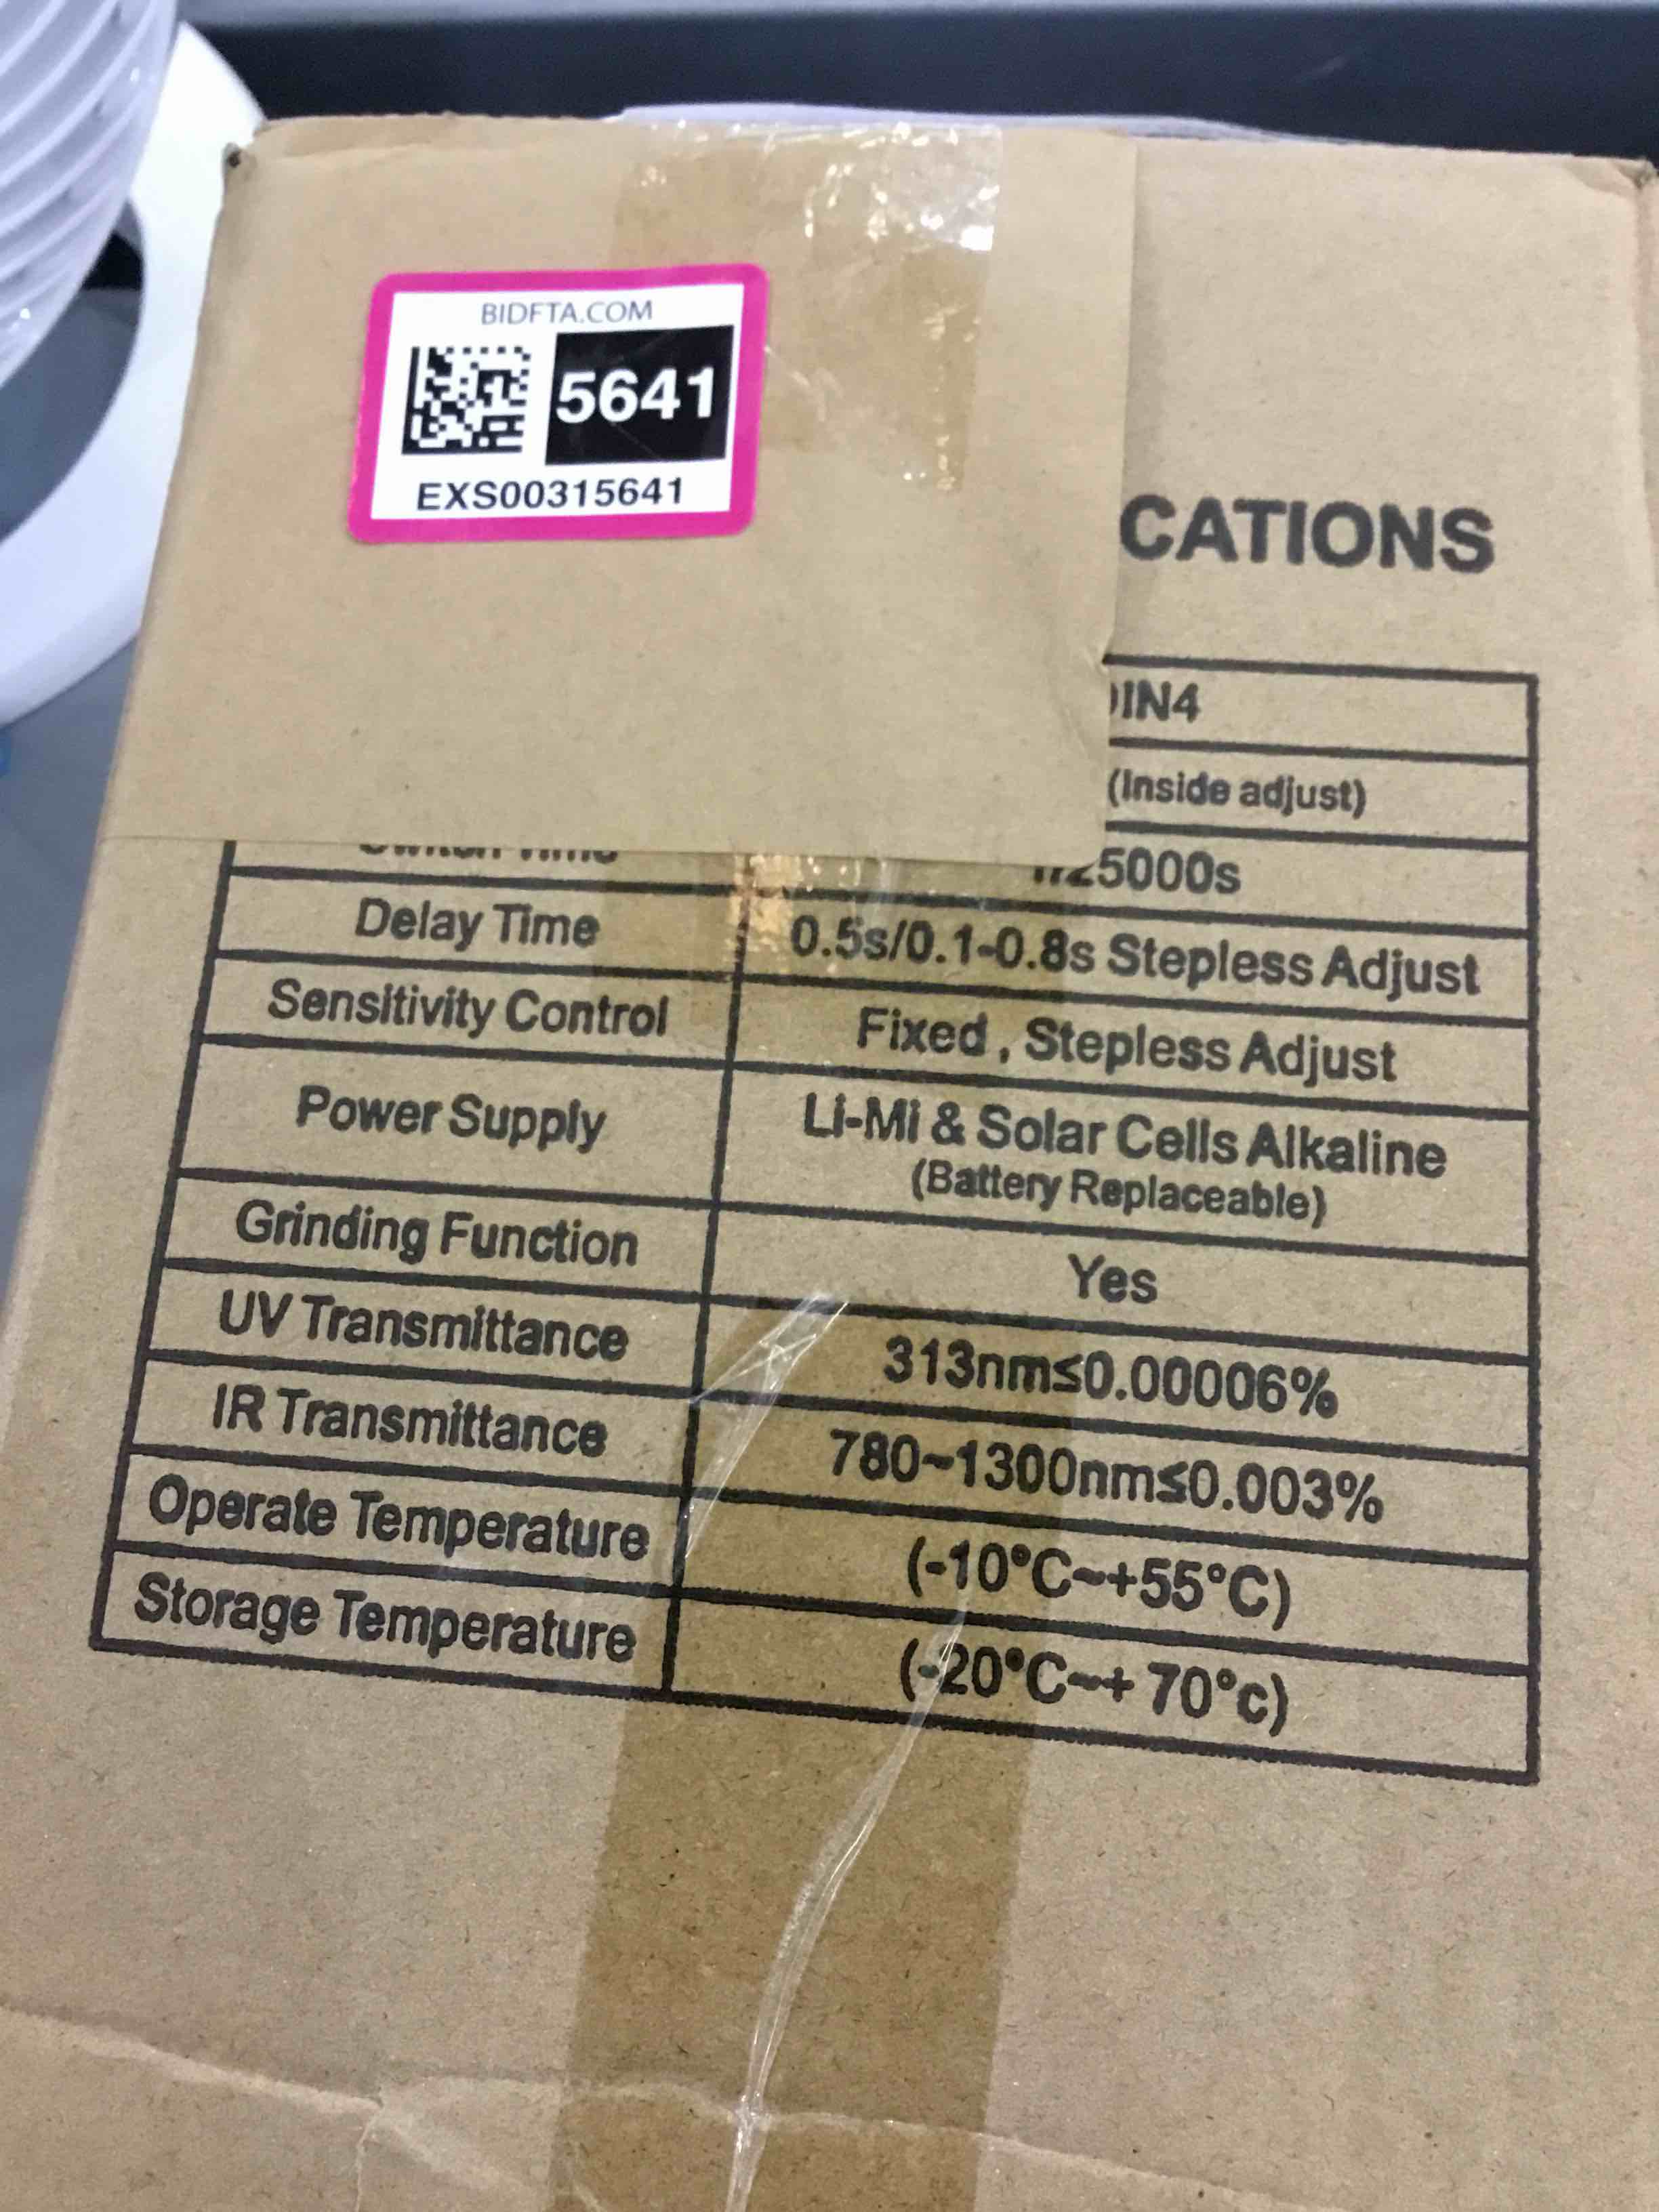 BIDFTA.COM
5641
EXS00315641
CATIONS
IN4
(Inside adjust)
25000s
Delay Time 0.5s/0.1-0.8s Stepless Adjust
Sensitivity Control Fixed , Stepless Adjust
Power Supply Li-Mi & Solar Cells Alkaline
(Battery Replaceable)
Grinding Function Yes
UV Transmittance 313nm≤0.00006%
IR Transmittance 780~1300nm≤0.003%
Operate Temperature (-10°C~+55°C)
Storage Temperature (-20°C~+ 70°c)